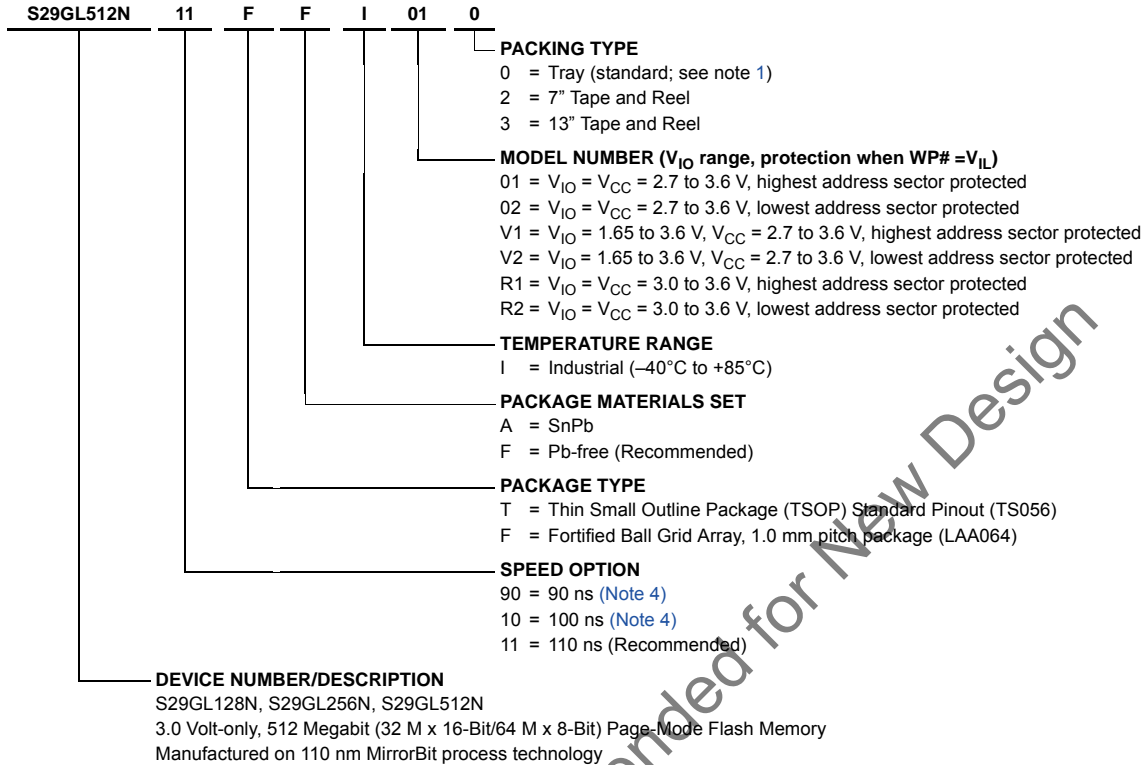 S29GL512N 11 F F I 01 0
PACKING TYPE
0 = Tray (standard; see note 1)
2 = 7” Tape and Reel
3 = 13” Tape and Reel
MODEL NUMBER (VIO range, protection when WP# =VIL)
01 = VIO = VCC = 2.7 to 3.6 V, highest address sector protected
02 = VIO = VCC = 2.7 to 3.6 V, lowest address sector protected
V1 = VIO = 1.65 to 3.6 V, VCC = 2.7 to 3.6 V, highest address sector protected
V2 = VIO = 1.65 to 3.6 V, VCC = 2.7 to 3.6 V, lowest address sector protected
R1 = VIO = VCC = 3.0 to 3.6 V, highest address sector protected
R2 = VIO = VCC = 3.0 to 3.6 V, lowest address sector protected
TEMPERATURE RANGE
I = Industrial (–40°C to +85°C)
PACKAGE MATERIALS SET
A = SnPb
F = Pb-free (Recommended)
PACKAGE TYPE
T = Thin Small Outline Package (TSOP) Standard Pinout (TS056)
F = Fortified Ball Grid Array, 1.0 mm pitch package (LAA064)
SPEED OPTION
90 = 90 ns (Note 4)
10 = 100 ns (Note 4)
11 = 110 ns (Recommended)
DEVICE NUMBER/DESCRIPTION
S29GL128N, S29GL256N, S29GL512N
3.0 Volt-only, 512 Megabit (32 M x 16-Bit/64 M x 8-Bit) Page-Mode Flash Memory
Manufactured on 110 nm MirrorBit process technology
for New Design